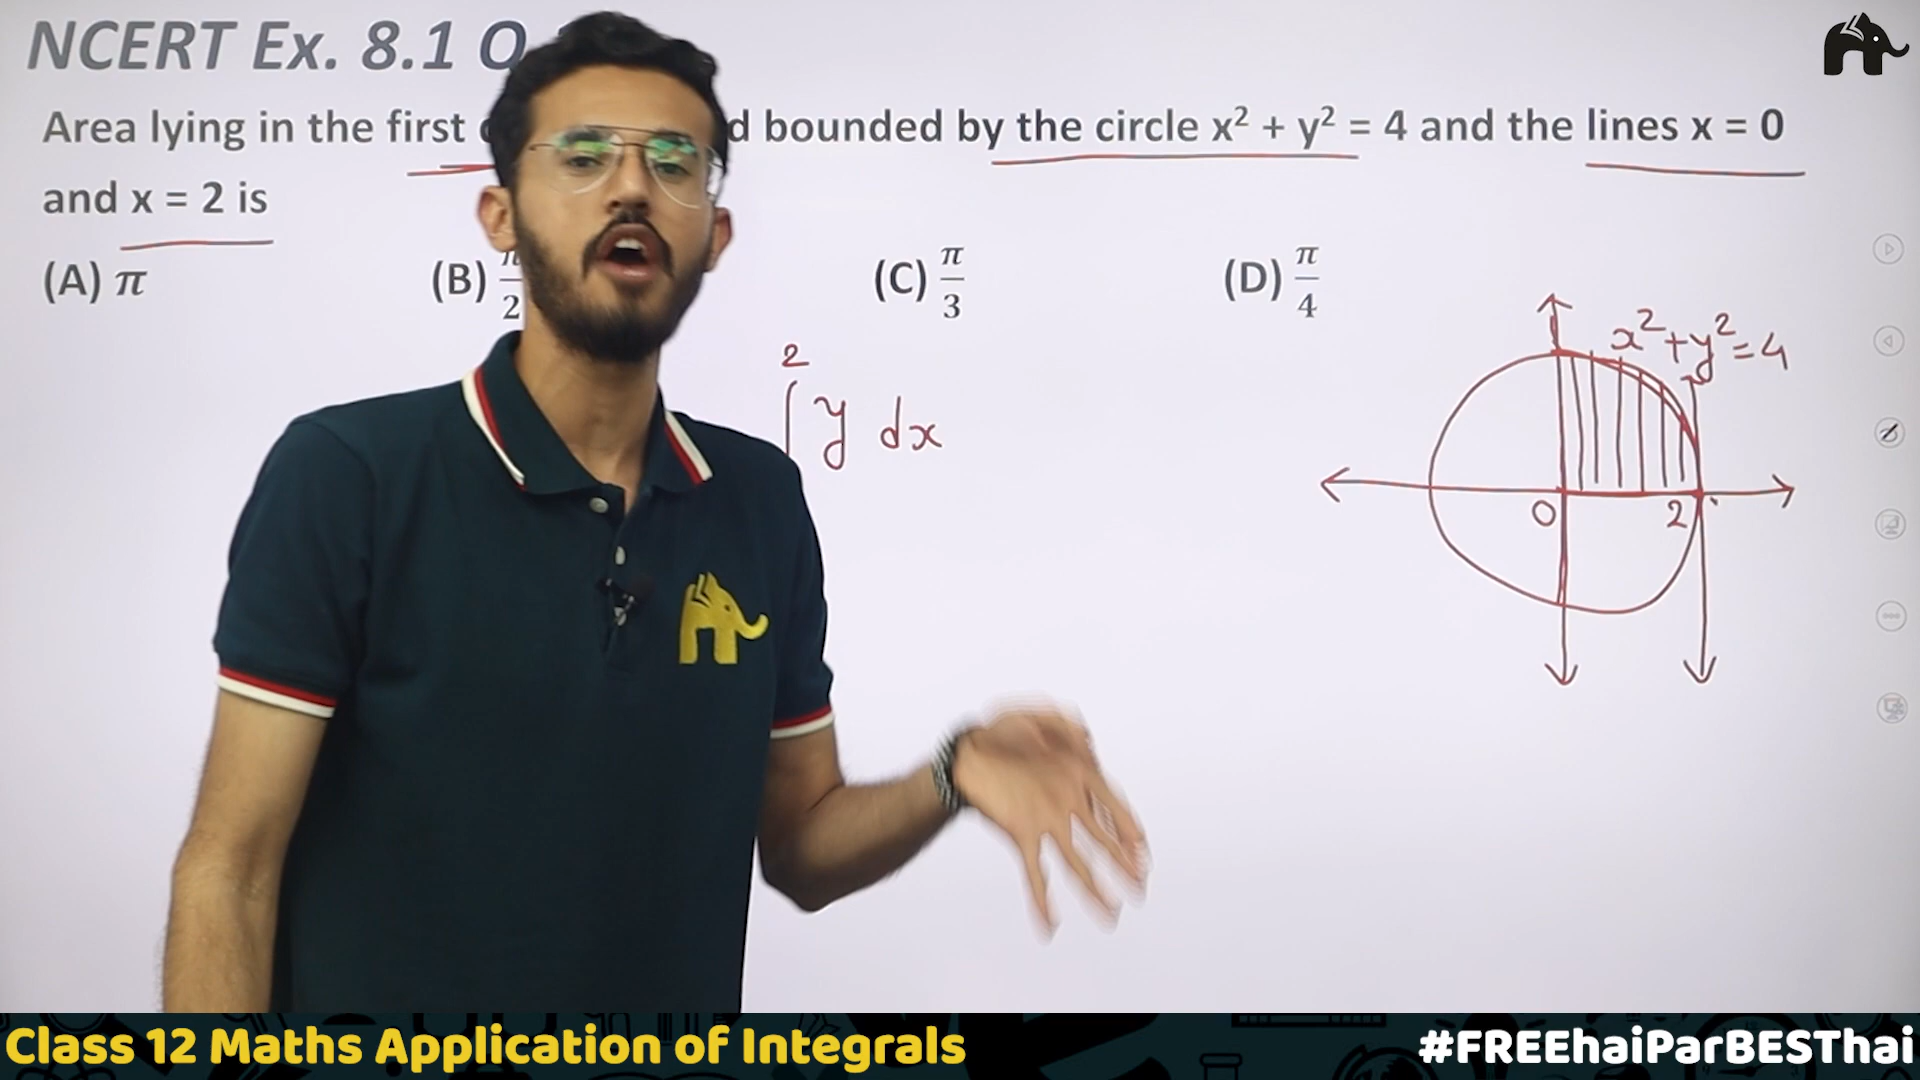 NCERT Ex. 8.1 Q
Area lying in the first d bounded by the circle x² + y² = 4 and the lines x = 0
and x = 2 is
(A) π (B) π/2 (C) π/3 (D) π/4
x²+y²=4
2
∫ y dx
0 2
Class 12 Maths Application of Integrals
#FREEhaiParBESThai